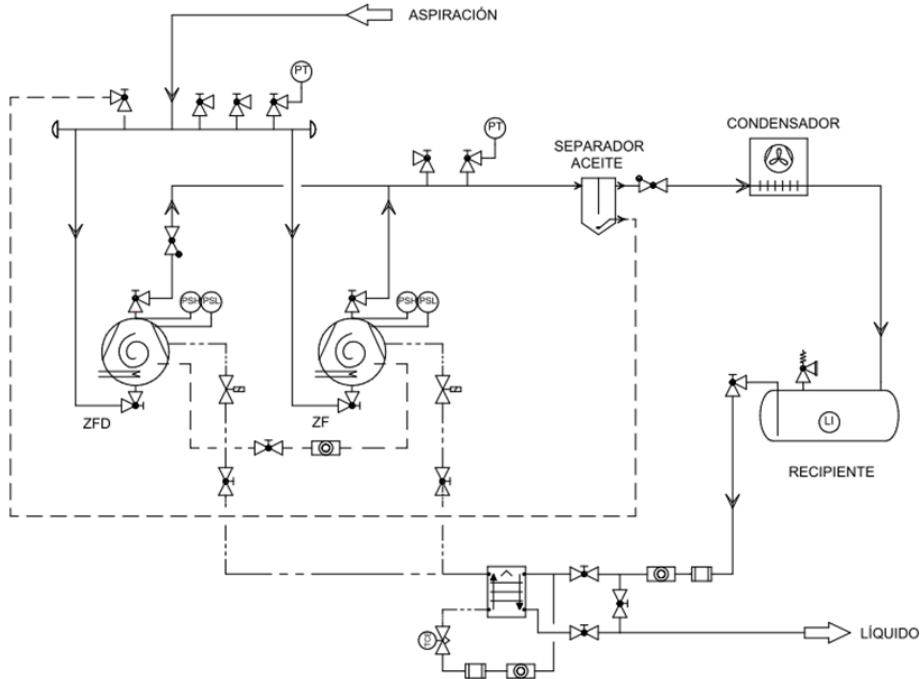 ASPIRACIÓN
PT
PT
SEPARADOR
ACEITE
CONDENSADOR
PSH PSL
PSH PSL
ZFD
ZF
LI
RECIPIENTE
LÍQUIDO